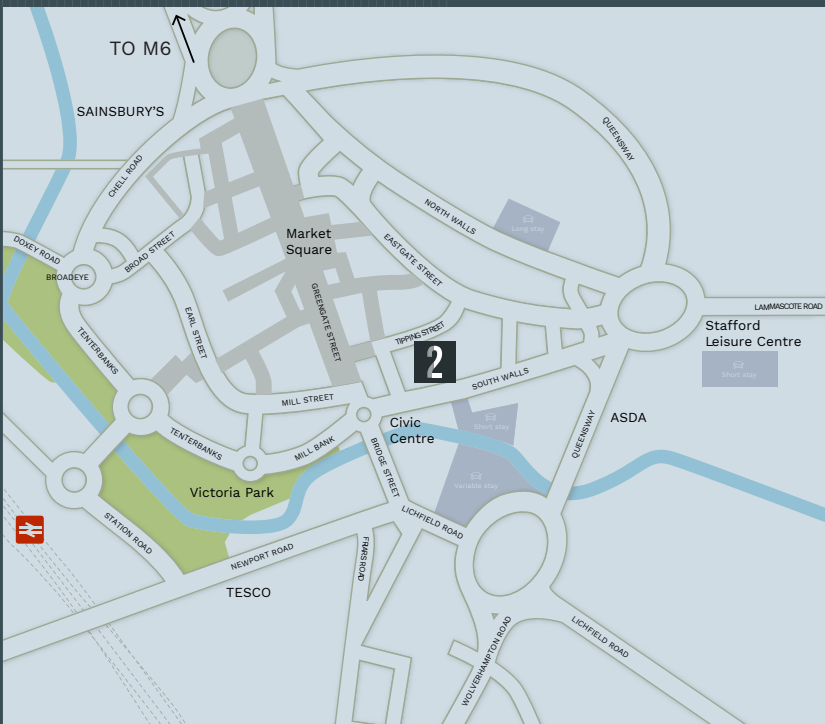 TO M6
SAINSBURY'S
QUEENSWAY
CHELL ROAD
NORTH WALLS
Long stay
Market
Square
DOXEY ROAD
BROAD STREET
EASTGATE STREET
BROADEYE
LAMMASCOTE ROAD
GREENGATE STREET
EARL STREET
TIPPING STREET
Stafford
Leisure Centre
TENTERBANKS
2
Short stay
SOUTH WALLS
MILL STREET
ASDA
Civic
Centre
Short stay
QUEENSWAY
TENTERBANKS
MILL BANK
BRIDGE STREET
Variable stay
Victoria Park
LICHFIELD ROAD
STATION ROAD
NEWPORT ROAD
FRIARS ROAD
TESCO
LICHFIELD ROAD
WOLVERHAMPTON ROAD